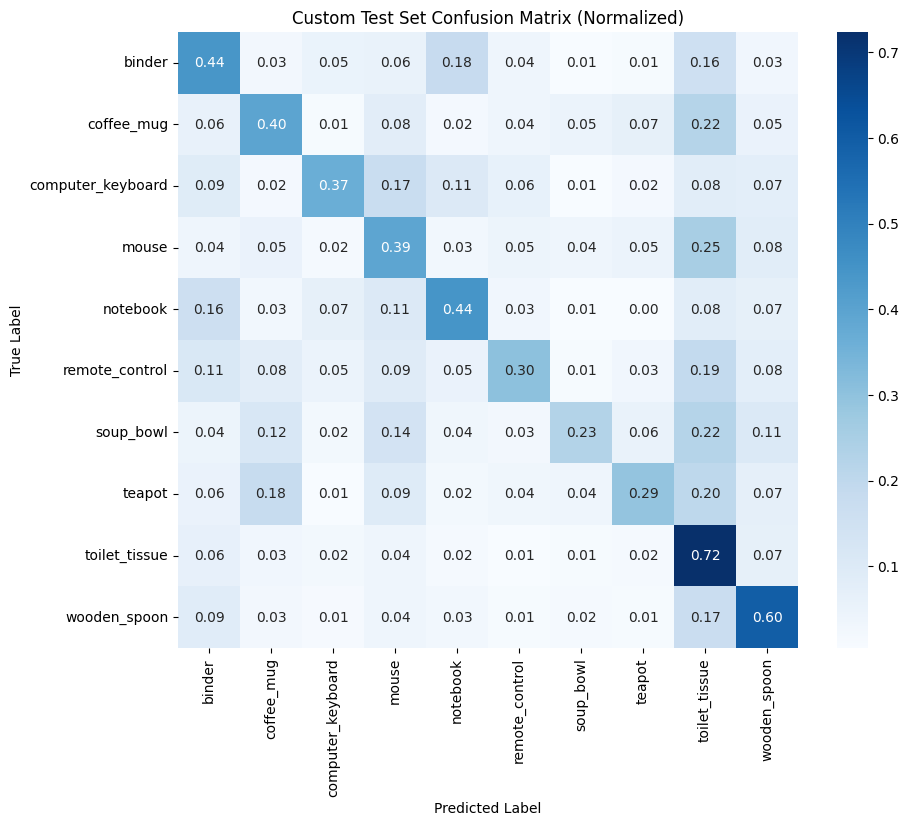 Custom Test Set Confusion Matrix (Normalized)
binder 0.44 0.03 0.05 0.06 0.18 0.04 0.01 0.01 0.16 0.03
coffee_mug 0.06 0.40 0.01 0.08 0.02 0.04 0.05 0.07 0.22 0.05
computer_keyboard 0.09 0.02 0.37 0.17 0.11 0.06 0.01 0.02 0.08 0.07
mouse 0.04 0.05 0.02 0.39 0.03 0.05 0.04 0.05 0.25 0.08
notebook 0.16 0.03 0.07 0.11 0.44 0.03 0.01 0.00 0.08 0.07
remote_control 0.11 0.08 0.05 0.09 0.05 0.30 0.01 0.03 0.19 0.08
soup_bowl 0.04 0.12 0.02 0.14 0.04 0.03 0.23 0.06 0.22 0.11
teapot 0.06 0.18 0.01 0.09 0.02 0.04 0.04 0.29 0.20 0.07
toilet_tissue 0.06 0.03 0.02 0.04 0.02 0.01 0.01 0.02 0.72 0.07
wooden_spoon 0.09 0.03 0.01 0.04 0.03 0.01 0.02 0.01 0.17 0.60
True Label
binder
coffee_mug
computer_keyboard
mouse
notebook
remote_control
soup_bowl
teapot
toilet_tissue
wooden_spoon
Predicted Label
0.7
0.6
0.5
0.4
0.3
0.2
0.1